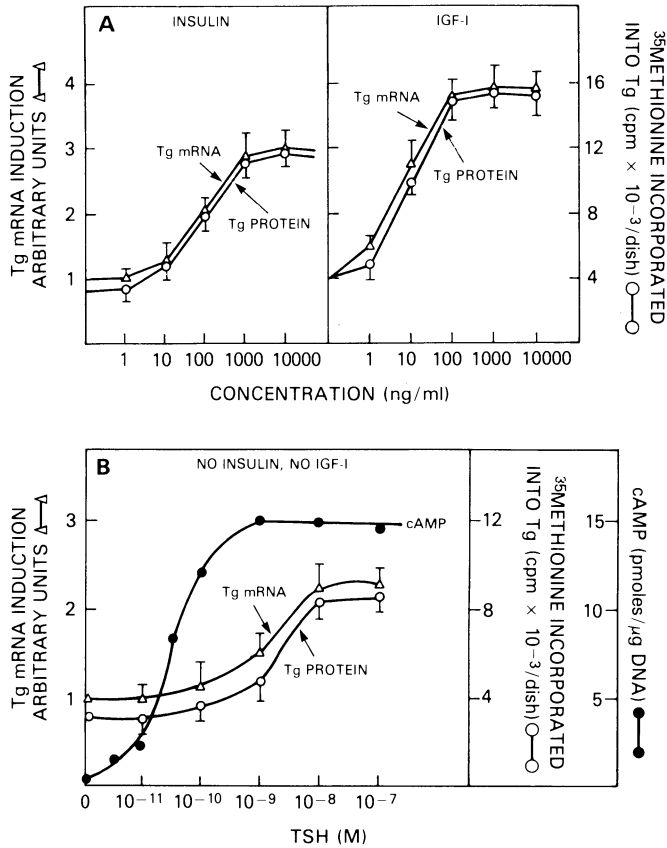 A
INSULIN
IGF-I
Tg mRNA INDUCTION
ARBITRARY UNITS Δ—Δ
4
3
2
1
Tg mRNA
Tg PROTEIN
Tg mRNA
Tg PROTEIN
16
12
8
4
35METHIONINE INCORPORATED
INTO Tg (cpm × 10−3/dish) O—O
1 10 100 1000 10000
1 10 100 1000 10000
CONCENTRATION (ng/ml)
B
NO INSULIN, NO IGF-I
Tg mRNA INDUCTION
ARBITRARY UNITS Δ—Δ
3
2
1
cAMP
Tg mRNA
Tg PROTEIN
12
8
4
35METHIONINE INCORPORATED
INTO Tg (cpm × 10−3/dish) O—O
15
10
5
cAMP (pmoles/μg DNA) ●—●
0 10−11 10−10 10−9 10−8 10−7
TSH (M)